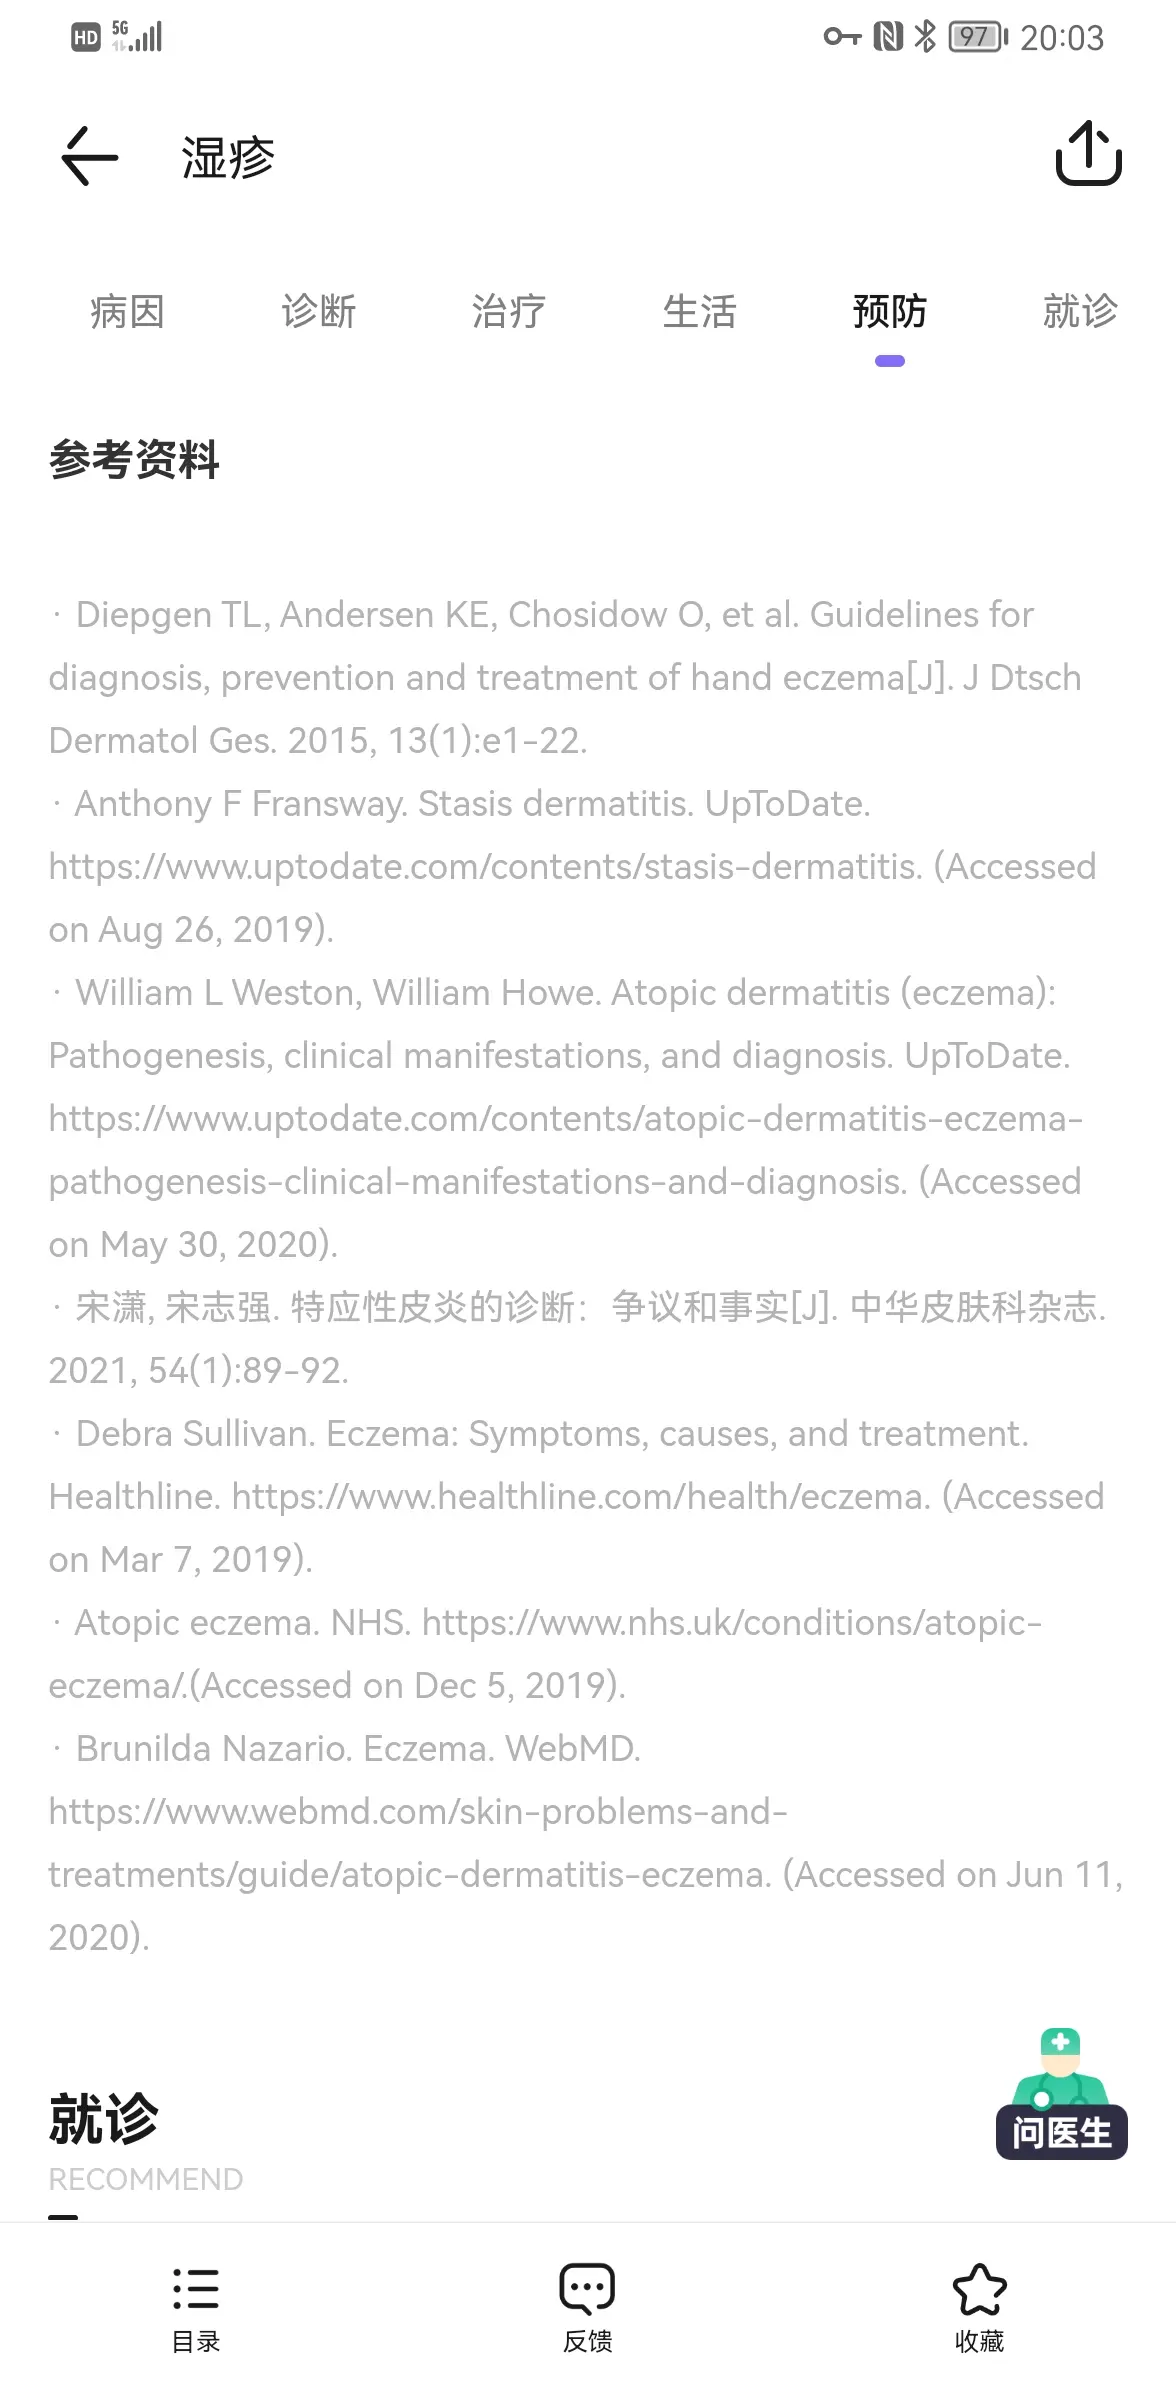 HD 5G 97 20:03
湿疹
病因 诊断 治疗 生活 预防 就诊
参考资料
· Diepgen TL, Andersen KE, Chosidow O, et al. Guidelines for
diagnosis, prevention and treatment of hand eczema[J]. J Dtsch
Dermatol Ges. 2015, 13(1):e1-22.
· Anthony F Fransway. Stasis dermatitis. UpToDate.
https://www.uptodate.com/contents/stasis-dermatitis. (Accessed
on Aug 26, 2019).
· William L Weston, William Howe. Atopic dermatitis (eczema):
Pathogenesis, clinical manifestations, and diagnosis. UpToDate.
https://www.uptodate.com/contents/atopic-dermatitis-eczema-
pathogenesis-clinical-manifestations-and-diagnosis. (Accessed
on May 30, 2020).
· 宋潇, 宋志强. 特应性皮炎的诊断：争议和事实[J]. 中华皮肤科杂志.
2021, 54(1):89-92.
· Debra Sullivan. Eczema: Symptoms, causes, and treatment.
Healthline. https://www.healthline.com/health/eczema. (Accessed
on Mar 7, 2019).
· Atopic eczema. NHS. https://www.nhs.uk/conditions/atopic-
eczema/.(Accessed on Dec 5, 2019).
· Brunilda Nazario. Eczema. WebMD.
https://www.webmd.com/skin-problems-and-
treatments/guide/atopic-dermatitis-eczema. (Accessed on Jun 11,
2020).
就诊
RECOMMEND
问医生
目录 反馈 收藏